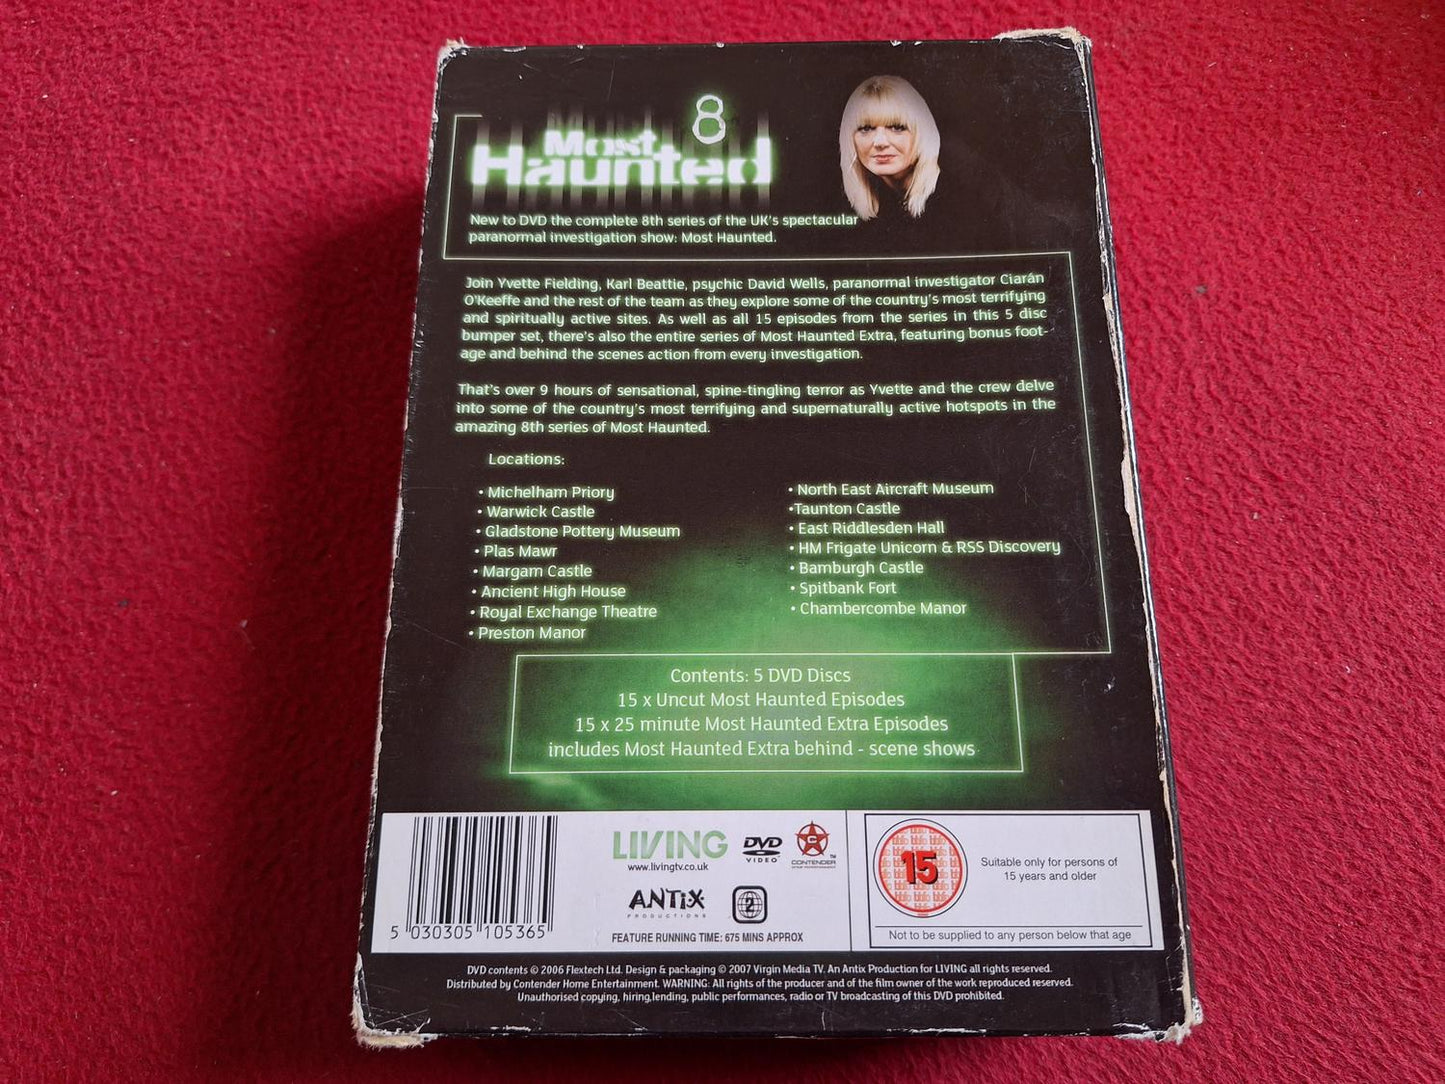 8
Most
Haunted
New to DVD the complete 8th series of the UK's spectacular
paranormal investigation show: Most Haunted.
Join Yvette Fielding, Karl Beattie, psychic David Wells, paranormal investigator Ciarán
O'Keeffe and the rest of the team as they explore some of the country's most terrifying
and spiritually active sites. As well as all 15 episodes from the series in this 5 disc
bumper set, there's also the entire series of Most Haunted Extra, featuring bonus foot-
age and behind the scenes action from every investigation.
That's over 9 hours of sensational, spine-tingling terror as Yvette and the crew delve
into some of the country's most terrifying and supernaturally active hotspots in the
amazing 8th series of Most Haunted.
Locations:
• Michelham Priory
• Warwick Castle
• Gladstone Pottery Museum
• Plas Mawr
• Margam Castle
• Ancient High House
• Royal Exchange Theatre
• Preston Manor
• North East Aircraft Museum
•Taunton Castle
• East Riddlesden Hall
• HM Frigate Unicorn & RSS Discovery
• Bamburgh Castle
• Spitbank Fort
• Chambercombe Manor
Contents: 5 DVD Discs
15 x Uncut Most Haunted Episodes
15 x 25 minute Most Haunted Extra Episodes
includes Most Haunted Extra behind - scene shows
5 030305 105365
LIVING
www.livingtv.co.uk
DVD
VIDEO
C
CONTENDER
TM
ANTIX
PRODUCTIONS
2
FEATURE RUNNING TIME: 675 MINS APPROX
15
Suitable only for persons of
15 years and older
Not to be supplied to any person below that age
DVD contents © 2006 Flextech Ltd. Design & packaging © 2007 Virgin Media TV. An Antix Production for LIVING all rights reserved.
Distributed by Contender Home Entertainment. WARNING: All rights of the producer and of the film owner of the work reproduced reserved.
Unauthorised copying, hiring,lending, public performances, radio or TV broadcasting of this DVD prohibited.